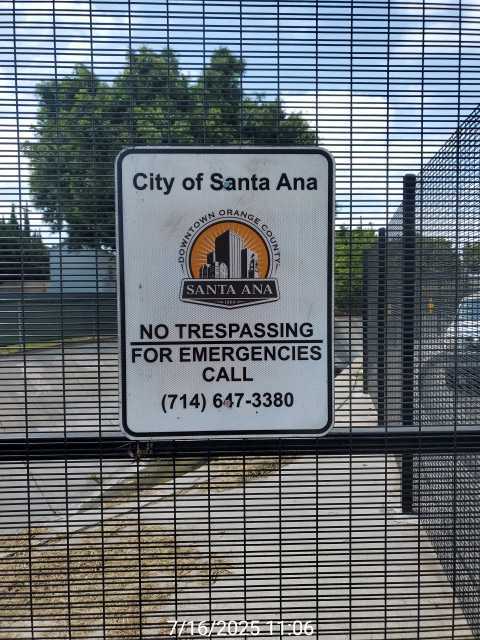 City of Santa Ana
DOWNTOWN ORANGE COUNTY
SANTA ANA
1869
NO TRESPASSING
FOR EMERGENCIES
CALL
(714) 647-3380
7/16/2025 11:06